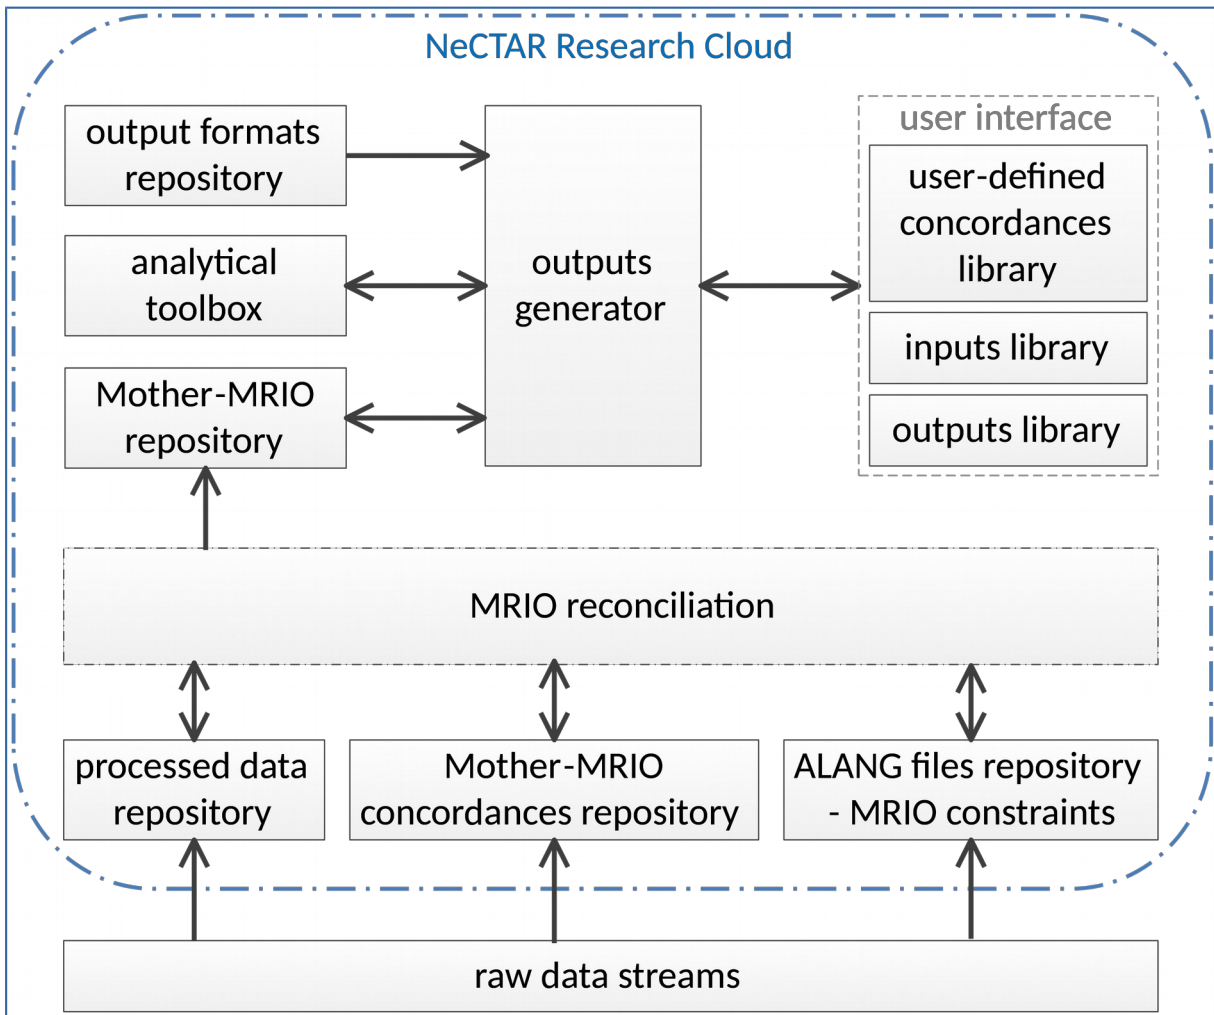 NeCTAR Research Cloud
output formats
repository
analytical
toolbox
Mother-MRIO
repository
outputs
generator
user interface
user-defined
concordances
library
inputs library
outputs library
MRIO reconciliation
processed data
repository
Mother-MRIO
concordances repository
ALANG files repository
- MRIO constraints
raw data streams